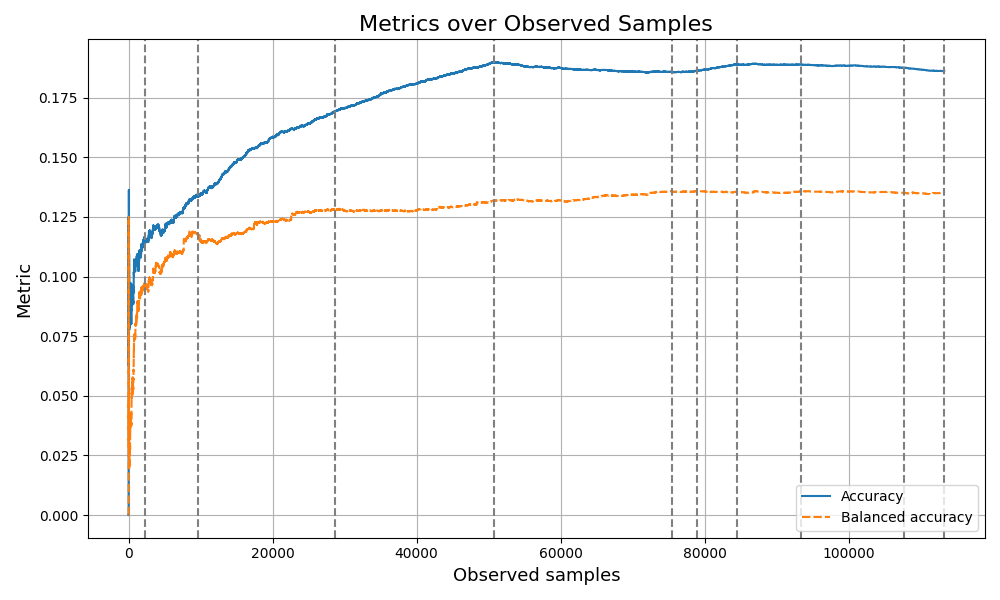 Metrics over Observed Samples
Metric
0.175
0.150
0.125
0.100
0.075
0.050
0.025
0.000
0
20000
40000
60000
80000
100000
Observed samples
Accuracy
Balanced accuracy